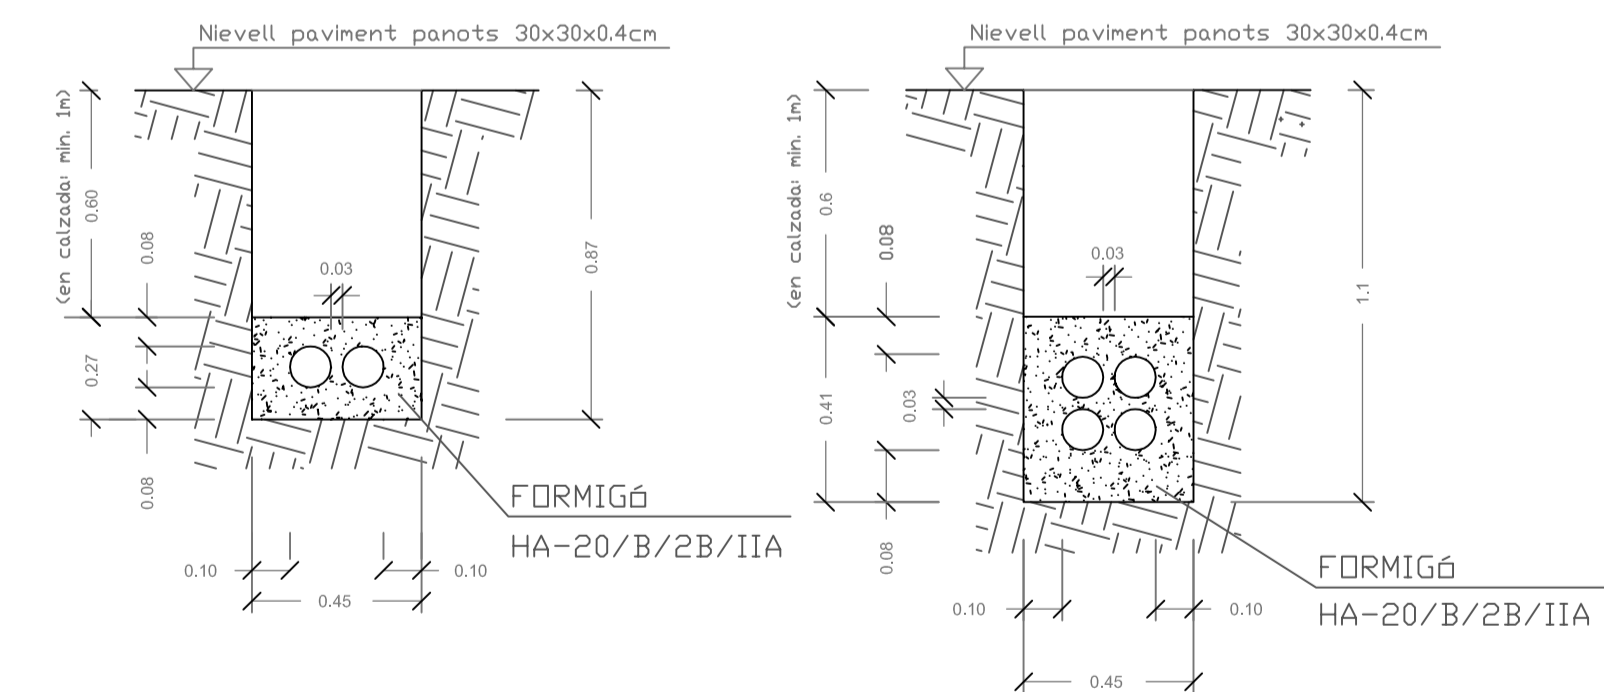 Nievell paviment panots 30x30x0.4cm
(en calzada: min. 1m)
0.60
0.08
0.03
0.87
0.27
0.08
FORMIGó
HA-20/B/2B/IIA
0.10
0.10
0.45
Nievell paviment panots 30x30x0.4cm
(en calzada: min. 1m)
0.6
0.08
0.03
1.1
0.41
0.03
0.08
FORMIGó
HA-20/B/2B/IIA
0.10
0.10
0.45